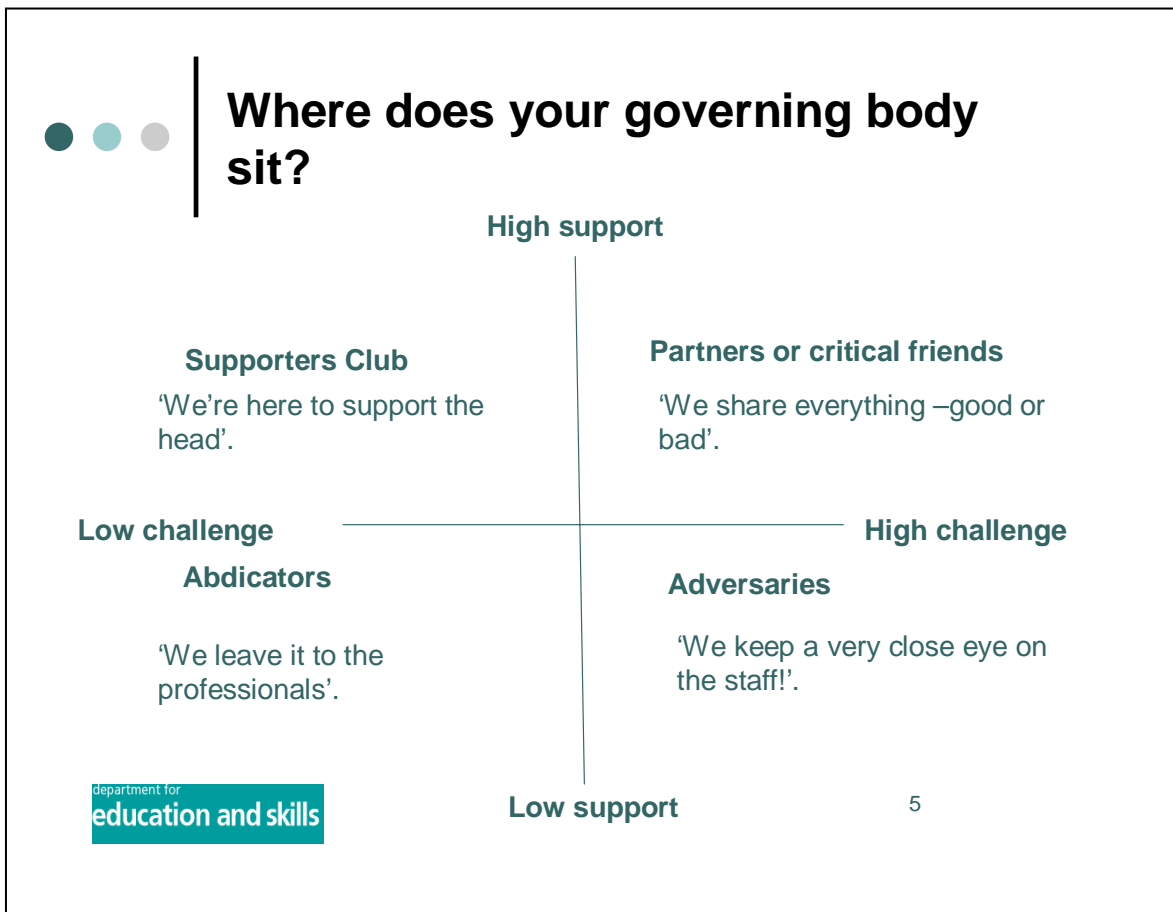 Where does your governing body
sit?
High support
Supporters Club
‘We’re here to support the
head’.
Partners or critical friends
‘We share everything –good or
bad’.
Low challenge
High challenge
Abdicators
‘We leave it to the
professionals’.
Adversaries
‘We keep a very close eye on
the staff!’.
department for
education and skills
Low support
5